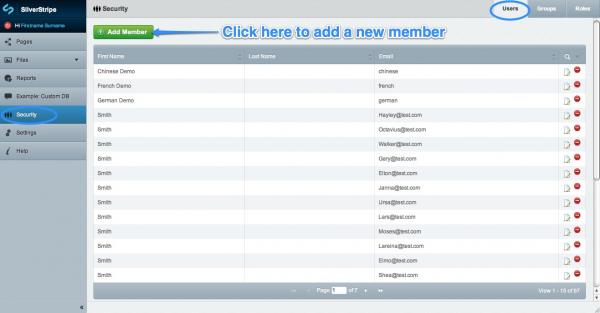 SilverStripe
Hi Firstname Surname
Pages
Files
Reports
Example: Custom DB
Security
Settings
Help
Security
Users
Groups
Roles
Add Member
Click here to add a new member
First Name Last Name Email
Chinese Demo chinese
French Demo french
German Demo german
Smith Hayley@test.com
Smith Octavius@test.com
Smith Walker@test.com
Smith Gary@test.com
Smith Elton@test.com
Smith Janna@test.com
Smith Ursa@test.com
Smith Lars@test.com
Smith Moses@test.com
Smith Lareina@test.com
Smith Elmo@test.com
Smith Shea@test.com
Page 1 of 7
View 1 - 15 of 97